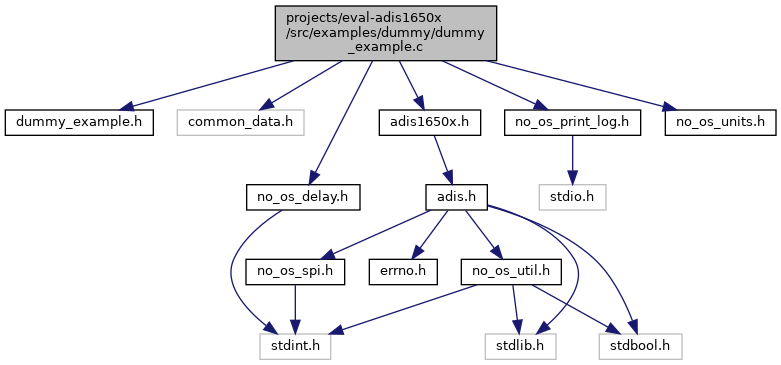 projects/eval-adis1650x
/src/examples/dummy/dummy
_example.c
dummy_example.h
common_data.h
adis1650x.h
no_os_print_log.h
no_os_units.h
no_os_delay.h
adis.h
stdio.h
no_os_spi.h
errno.h
no_os_util.h
stdint.h
stdlib.h
stdbool.h